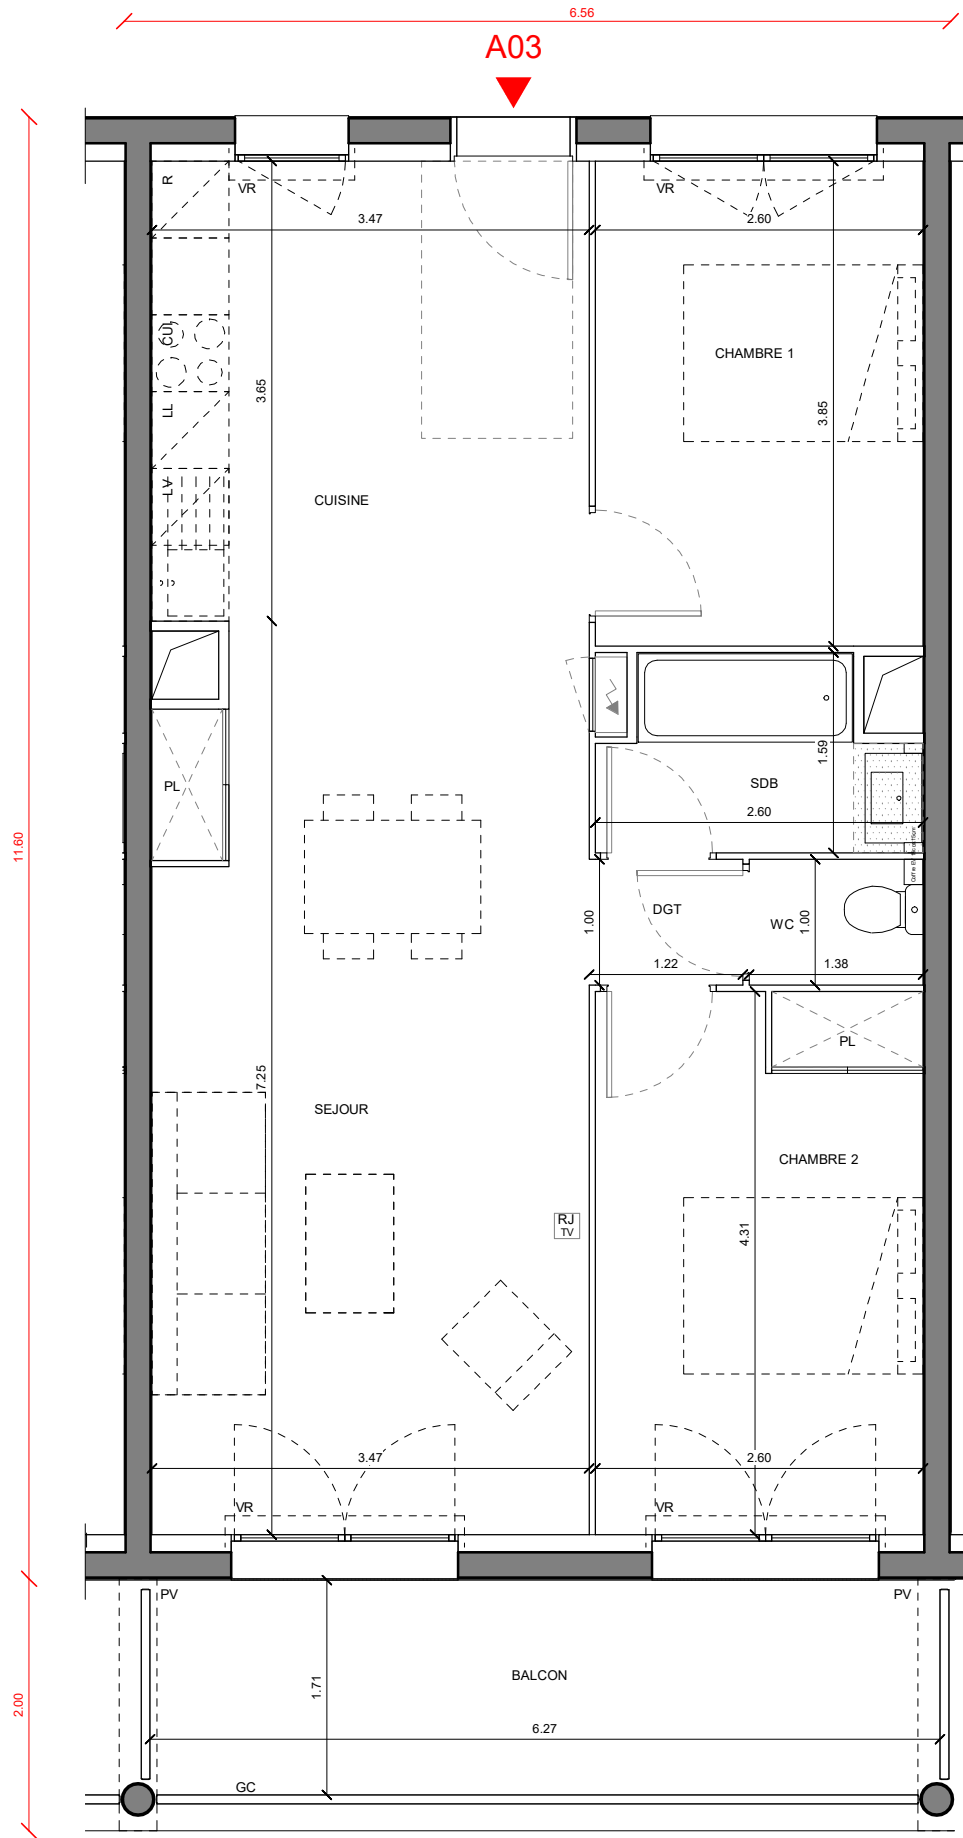 6.56
A03
R
VR
VR
3.47
2.60
CUI
CHAMBRE 1
3.65
3.85
LL
LV
CUISINE
PL
SDB
1.59
2.60
11.60
DGT
WC
1.00
1.00
1.22
1.38
PL
7.25
SEJOUR
CHAMBRE 2
RJ
TV
4.31
3.47
2.60
VR
VR
PV
PV
BALCON
1.71
2.00
6.27
GC